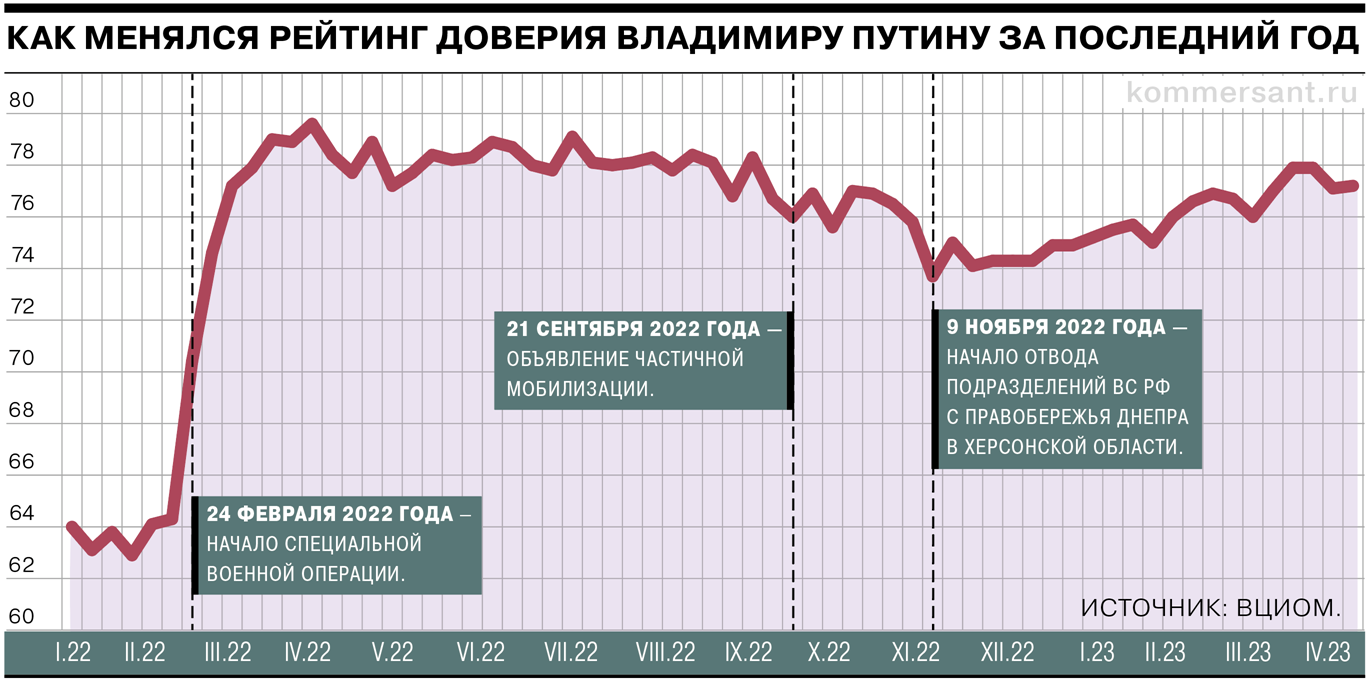 КАК МЕНЯЛСЯ РЕЙТИНГ ДОВЕРИЯ ВЛАДИМИРУ ПУТИНУ ЗА ПОСЛЕДНИЙ ГОД
kommersant.ru
80
78
76
74
72
70
68
66
64
62
60
21 СЕНТЯБРЯ 2022 ГОДА –
ОБЪЯВЛЕНИЕ ЧАСТИЧНОЙ
МОБИЛИЗАЦИИ.
9 НОЯБРЯ 2022 ГОДА –
НАЧАЛО ОТВОДА
ПОДРАЗДЕЛЕНИЙ ВС РФ
С ПРАВОБЕРЕЖЬЯ ДНЕПРА
В ХЕРСОНСКОЙ ОБЛАСТИ.
24 ФЕВРАЛЯ 2022 ГОДА –
НАЧАЛО СПЕЦИАЛЬНОЙ
ВОЕННОЙ ОПЕРАЦИИ.
ИСТОЧНИК: ВЦИОМ.
I.22 II.22 III.22 IV.22 V.22 VI.22 VII.22 VIII.22 IX.22 X.22 XI.22 XII.22 I.23 II.23 III.23 IV.23